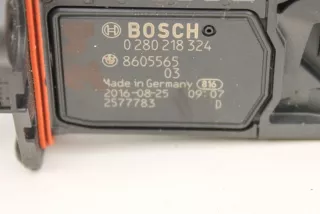 BOSCH
0 280 218 324
8605565
03
Made in Germany 816
2016-08-25 09:07
2577783 D